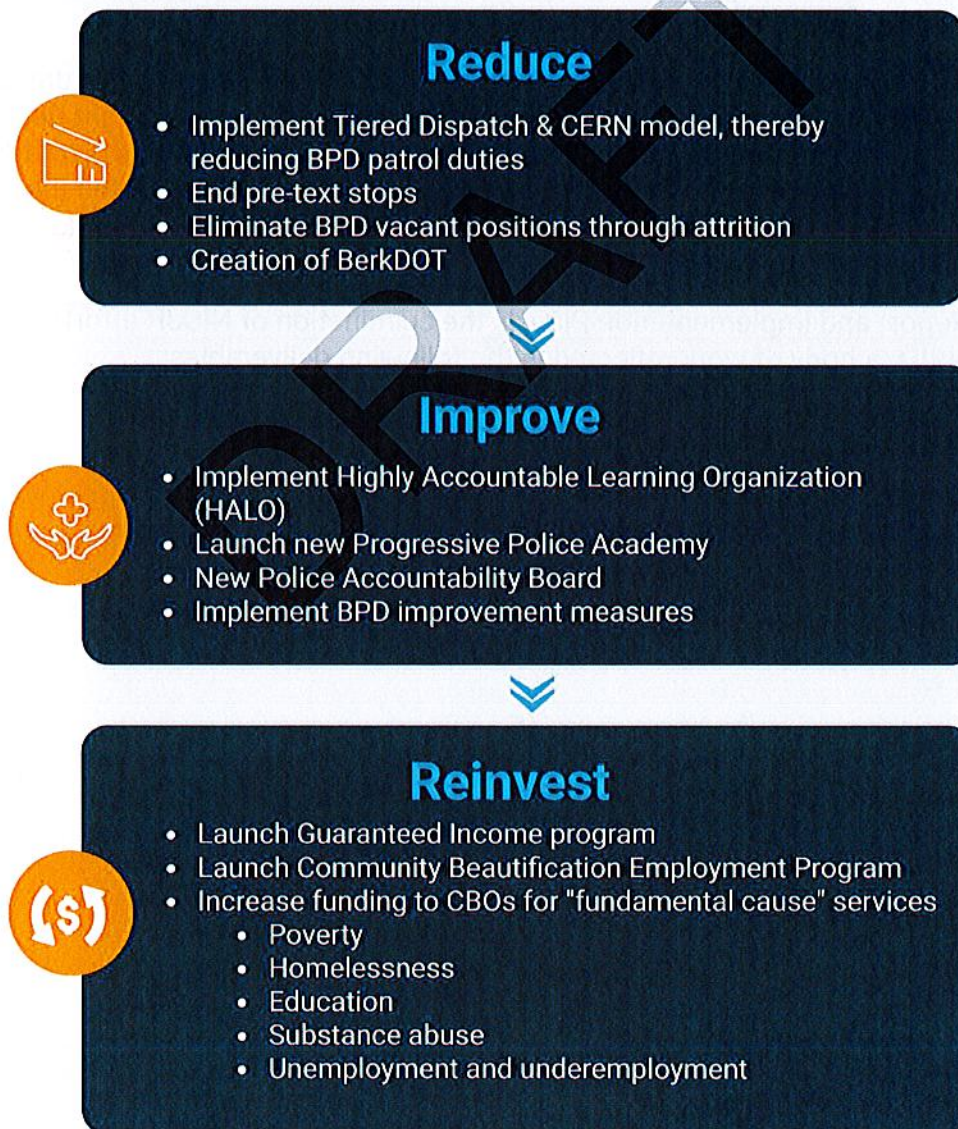 Reduce
• Implement Tiered Dispatch & CERN model, thereby
reducing BPD patrol duties
• End pre-text stops
• Eliminate BPD vacant positions through attrition
• Creation of BerkDOT
Improve
• Implement Highly Accountable Learning Organization
(HALO)
• Launch new Progressive Police Academy
• New Police Accountability Board
• Implement BPD improvement measures
Reinvest
• Launch Guaranteed Income program
• Launch Community Beautification Employment Program
• Increase funding to CBOs for "fundamental cause" services
• Poverty
• Homelessness
• Education
• Substance abuse
• Unemployment and underemployment
($)
DRAFT